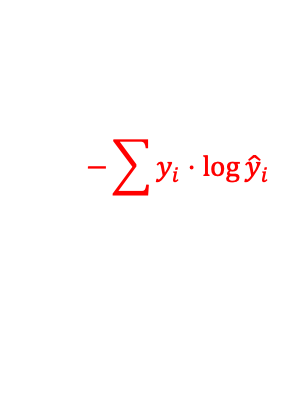 − ∑ yᵢ · log ŷᵢ